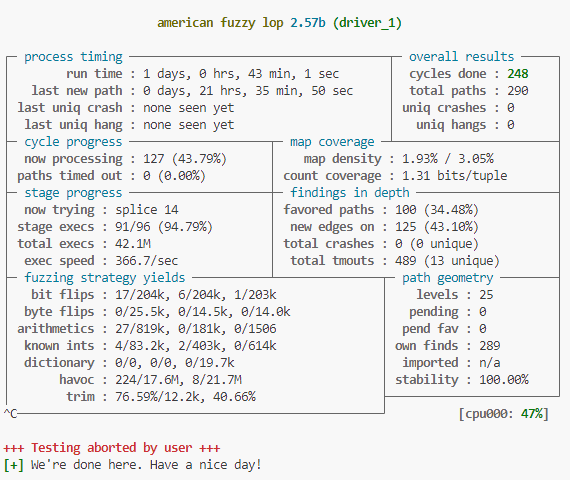 american fuzzy lop 2.57b (driver_1)
process timing overall results
run time : 1 days, 0 hrs, 43 min, 1 sec cycles done : 248
last new path : 0 days, 21 hrs, 35 min, 50 sec total paths : 290
last uniq crash : none seen yet uniq crashes : 0
last uniq hang : none seen yet uniq hangs : 0
cycle progress map coverage
now processing : 127 (43.79%) map density : 1.93% / 3.05%
paths timed out : 0 (0.00%) count coverage : 1.31 bits/tuple
stage progress findings in depth
now trying : splice 14 favored paths : 100 (34.48%)
stage execs : 91/96 (94.79%) new edges on : 125 (43.10%)
total execs : 42.1M total crashes : 0 (0 unique)
exec speed : 366.7/sec total tmouts : 489 (13 unique)
fuzzing strategy yields path geometry
bit flips : 17/204k, 6/204k, 1/203k levels : 25
byte flips : 0/25.5k, 0/14.5k, 0/14.0k pending : 0
arithmetics : 27/819k, 0/181k, 0/1506 pend fav : 0
known ints : 4/83.2k, 2/403k, 0/614k own finds : 289
dictionary : 0/0, 0/0, 0/19.7k imported : n/a
havoc : 224/17.6M, 8/21.7M stability : 100.00%
trim : 76.59%/12.2k, 40.66%
^C [cpu000: 47%]
+++ Testing aborted by user +++
[+] We're done here. Have a nice day!